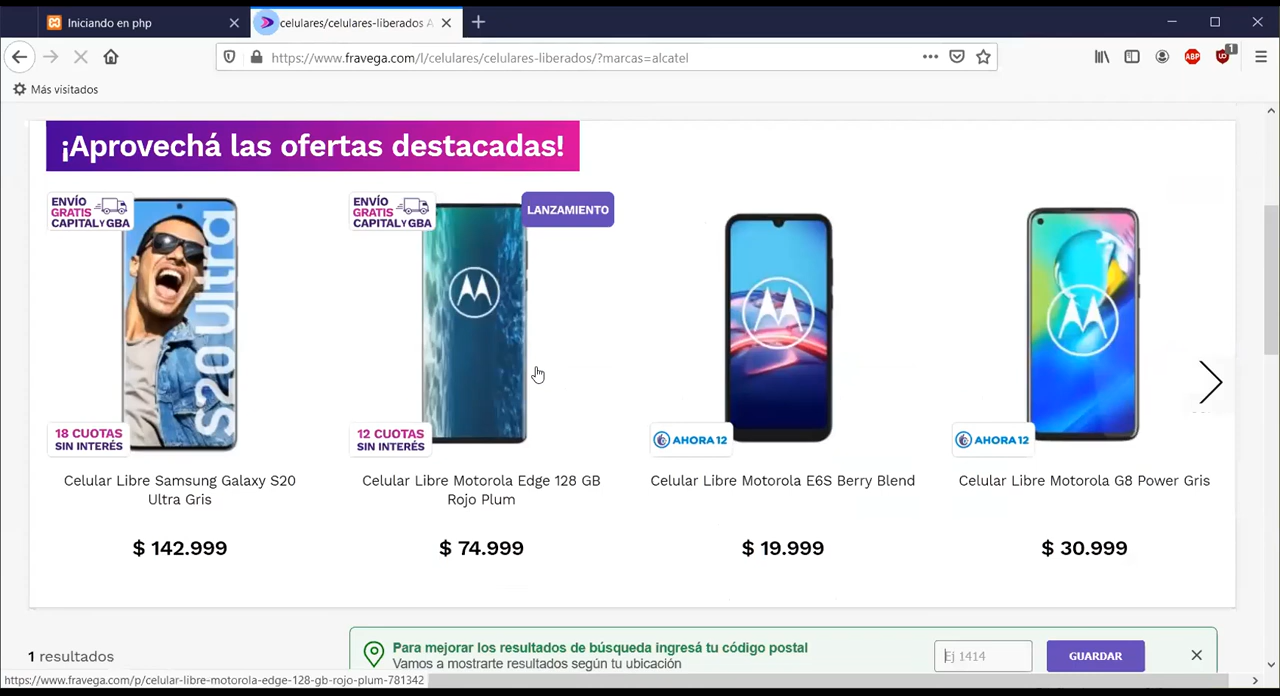 Iniciando en php
celulares/celulares-liberados A
https://www.fravega.com/l/celulares/celulares-liberados/?marcas=alcatel
ABP
1
Más visitados
¡Aprovechá las ofertas destacadas!
ENVÍO
GRATIS
CAPITAL Y GBA
S20 Ultra
18 CUOTAS
SIN INTERÉS
Celular Libre Samsung Galaxy S20
Ultra Gris
$ 142.999
ENVÍO
GRATIS
CAPITAL Y GBA
LANZAMIENTO
12 CUOTAS
SIN INTERÉS
Celular Libre Motorola Edge 128 GB
Rojo Plum
$ 74.999
AHORA 12
Celular Libre Motorola E6S Berry Blend
$ 19.999
AHORA 12
Celular Libre Motorola G8 Power Gris
$ 30.999
1 resultados
Para mejorar los resultados de búsqueda ingresá tu código postal
Vamos a mostrarte resultados según tu ubicación
Ej 1414
GUARDAR
https://www.fravega.com/p/celular-libre-motorola-edge-128-gb-rojo-plum-781342